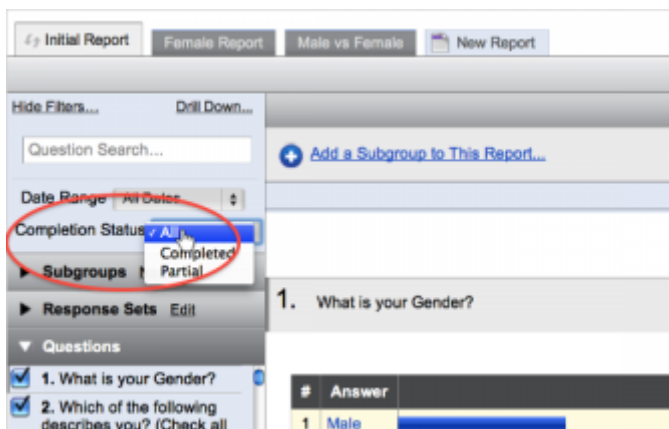 Initial Report
Female Report
Male vs Female
New Report
Hide Filters...
Drill Down...
Question Search...
Add a Subgroup to This Report...
Date Range All Dates
Completion Status ✓ All
Completed
Partial
Subgroups
Response Sets Edit
Questions
1. What is your Gender?
2. Which of the following
describes you? (Check all
1. What is your Gender?
# Answer
1 Male